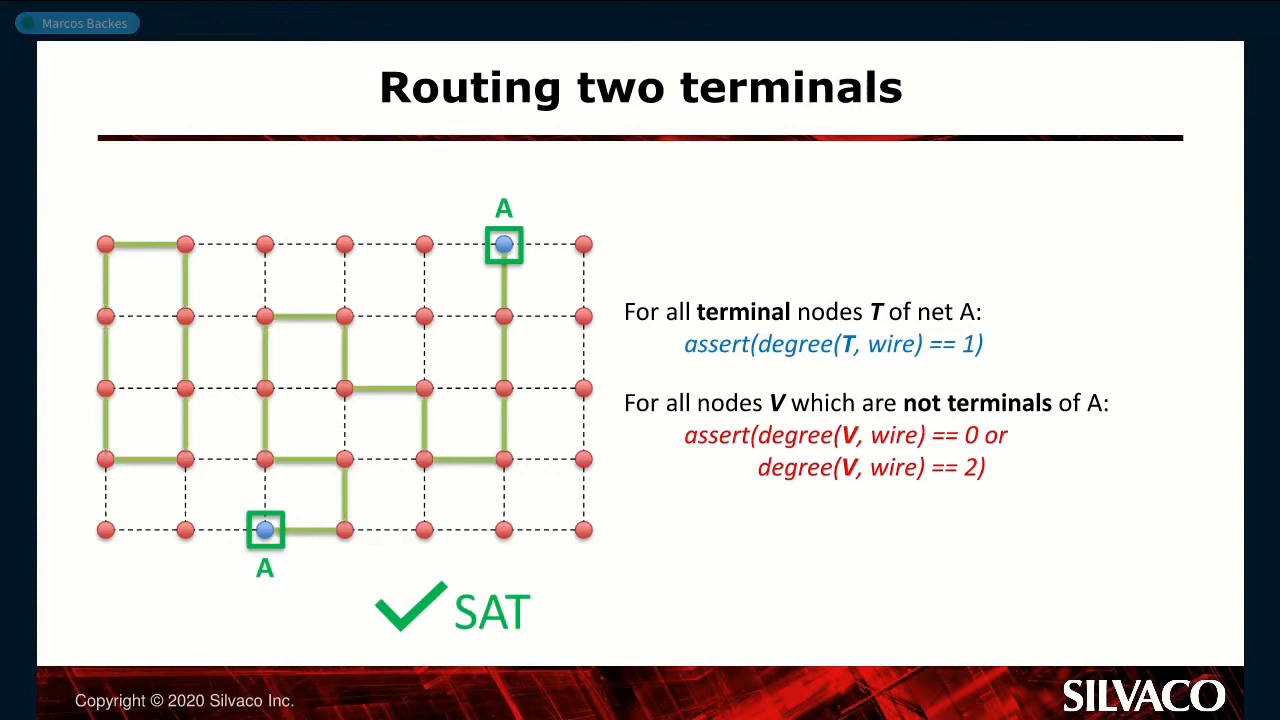 Marcos Backes
Routing two terminals
A
For all terminal nodes T of net A:
assert(degree(T, wire) == 1)
For all nodes V which are not terminals of A:
assert(degree(V, wire) == 0 or
degree(V, wire) == 2)
A
SAT
Copyright © 2020 Silvaco Inc.
SILVACO